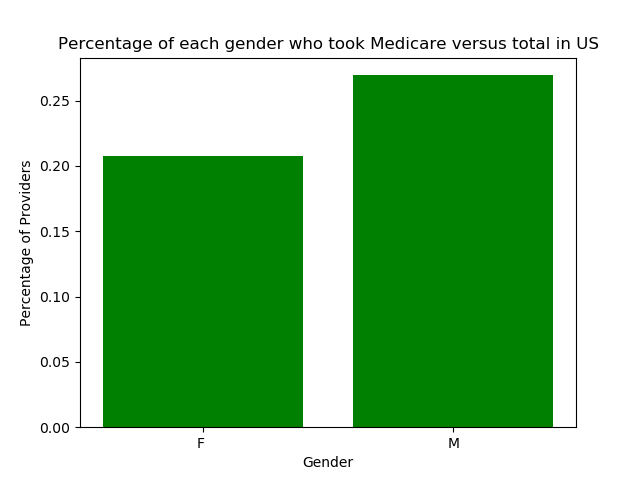 Percentage of each gender who took Medicare versus total in US
0.25
0.20
0.15
0.10
0.05
0.00
Percentage of Providers
F M
Gender